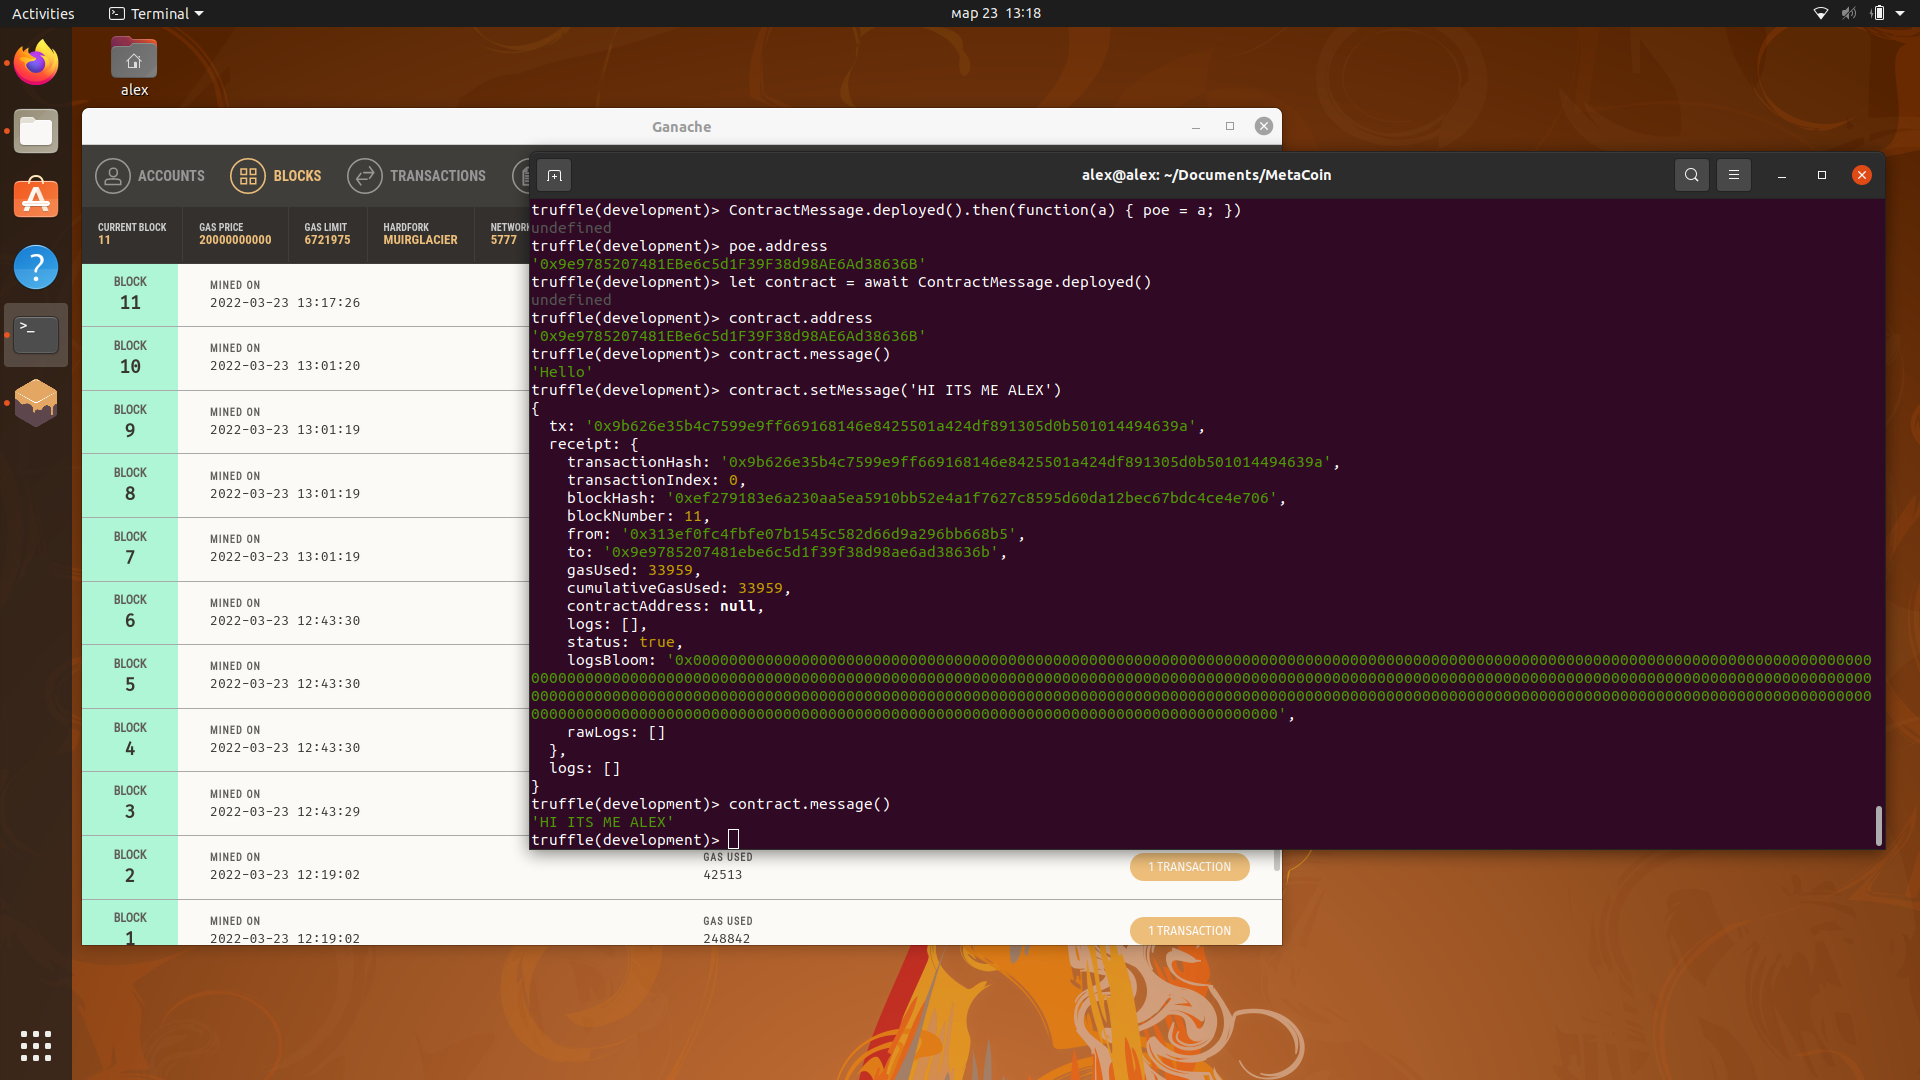 Activities
Terminal
мар 23 13:18
alex
Ganache
ACCOUNTS
BLOCKS
TRANSACTIONS
CURRENT BLOCK
11
GAS PRICE
20000000000
GAS LIMIT
6721975
HARDFORK
MUIRGLACIER
NETWORK
5777
BLOCK
11
MINED ON
2022-03-23 13:17:26
BLOCK
10
MINED ON
2022-03-23 13:01:20
BLOCK
9
MINED ON
2022-03-23 13:01:19
BLOCK
8
MINED ON
2022-03-23 13:01:19
BLOCK
7
MINED ON
2022-03-23 13:01:19
BLOCK
6
MINED ON
2022-03-23 12:43:30
BLOCK
5
MINED ON
2022-03-23 12:43:30
BLOCK
4
MINED ON
2022-03-23 12:43:30
BLOCK
3
MINED ON
2022-03-23 12:43:29
BLOCK
2
MINED ON
2022-03-23 12:19:02
GAS USED
42513
1 TRANSACTION
BLOCK
1
MINED ON
2022-03-23 12:19:02
GAS USED
248842
1 TRANSACTION
alex@alex: ~/Documents/MetaCoin
truffle(development)> ContractMessage.deployed().then(function(a) { poe = a; })
undefined
truffle(development)> poe.address
'0x9e9785207481EBe6c5d1F39F38d98AE6Ad38636B'
truffle(development)> let contract = await ContractMessage.deployed()
undefined
truffle(development)> contract.address
'0x9e9785207481EBe6c5d1F39F38d98AE6Ad38636B'
truffle(development)> contract.message()
'Hello'
truffle(development)> contract.setMessage('HI ITS ME ALEX')
{
tx: '0x9b626e35b4c7599e9ff669168146e8425501a424df891305d0b501014494639a',
receipt: {
transactionHash: '0x9b626e35b4c7599e9ff669168146e8425501a424df891305d0b501014494639a',
transactionIndex: 0,
blockHash: '0xef279183e6a230aa5ea5910bb52e4a1f7627c8595d60da12bec67bdc4ce4e706',
blockNumber: 11,
from: '0x313ef0fc4fbfe07b1545c582d66d9a296bb668b5',
to: '0x9e9785207481ebe6c5d1f39f38d98ae6ad38636b',
gasUsed: 33959,
cumulativeGasUsed: 33959,
contractAddress: null,
logs: [],
status: true,
logsBloom: '0x0000000000000000000000000000000000000000000000000000000000000000000000000000000000000000000000000000000000000000000000000000000000
00000000000000000000000000000000000000000000000000000000000000000000000000000000000000000000000000000000000000000000000000000000000000000000000000000000000
00000000000000000000000000000000000000000000000000000000000000000000000000000000000000000000000000000000000000000000000000000000000000000000000000000000000
00000000000000000000000000000000000000000000000000000000000000000000000000000000000',
rawLogs: []
},
logs: []
}
truffle(development)> contract.message()
'HI ITS ME ALEX'
truffle(development)>